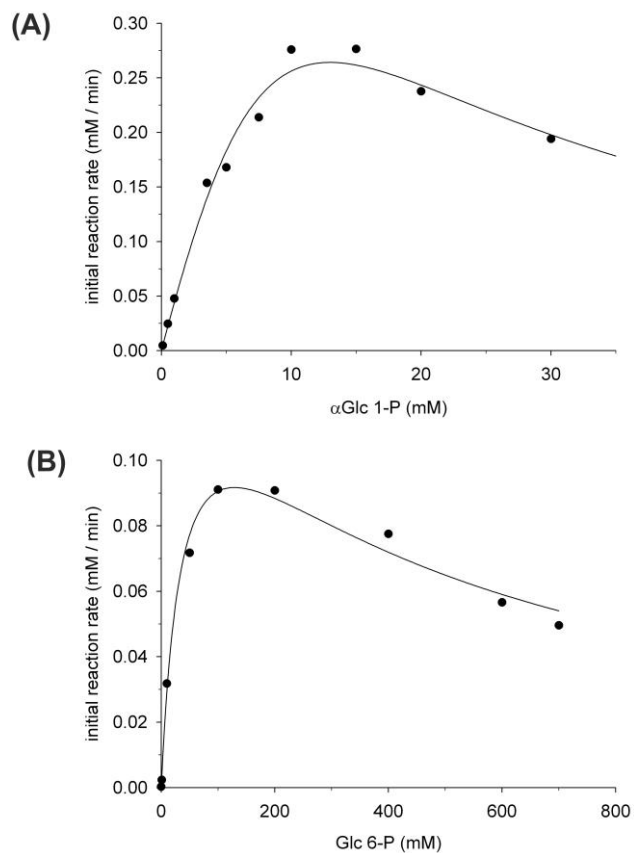 (A)
initial reaction rate (mM / min)
0.30
0.25
0.20
0.15
0.10
0.05
0.00
0 10 20 30
αGlc 1-P (mM)
(B)
initial reaction rate (mM / min)
0.10
0.08
0.06
0.04
0.02
0.00
0 200 400 600 800
Glc 6-P (mM)